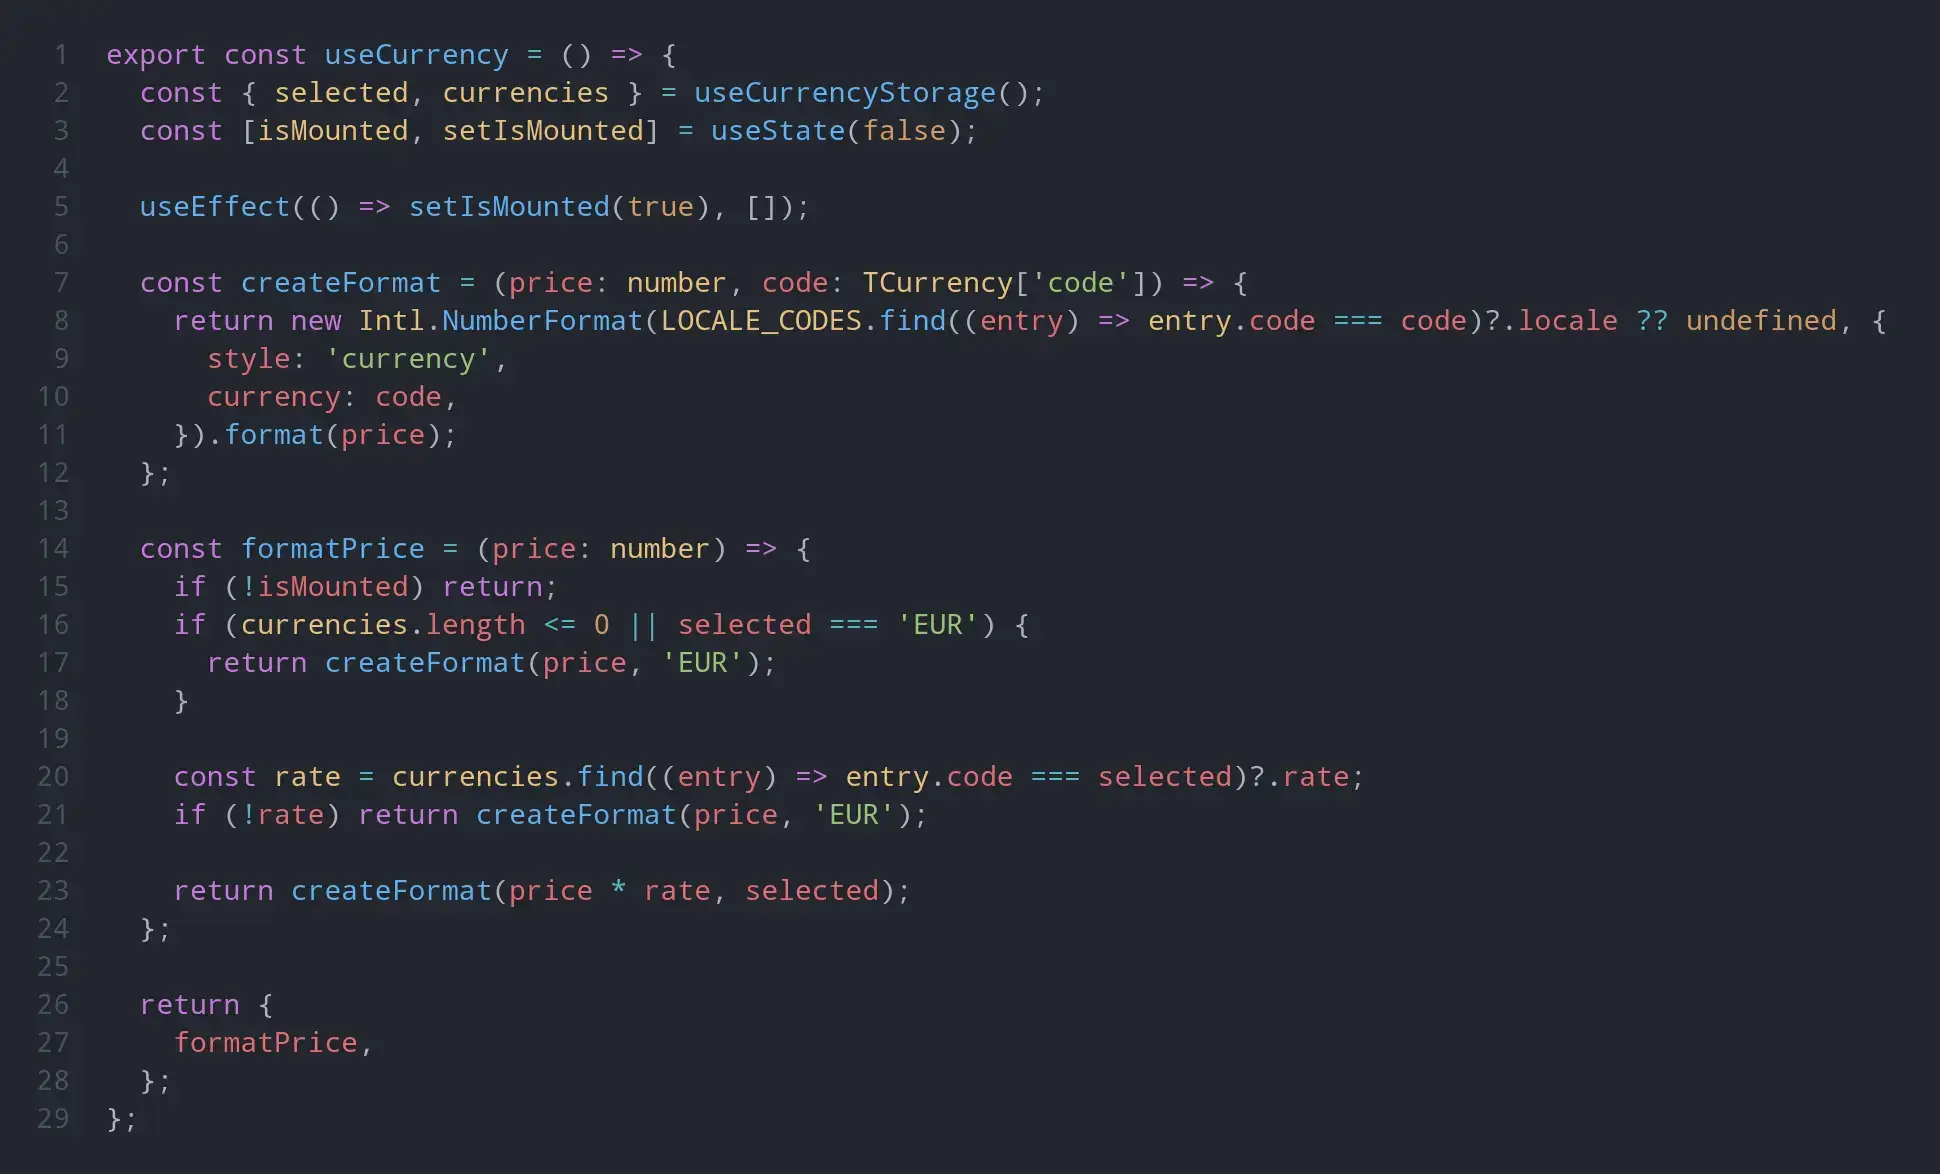 1 export const useCurrency = () => {
2   const { selected, currencies } = useCurrencyStorage();
3   const [isMounted, setIsMounted] = useState(false);
4
5   useEffect(() => setIsMounted(true), []);
6
7   const createFormat = (price: number, code: TCurrency['code']) => {
8     return new Intl.NumberFormat(LOCALE_CODES.find((entry) => entry.code === code)?.locale ?? undefined, {
9       style: 'currency',
10       currency: code,
11     }).format(price);
12   };
13
14   const formatPrice = (price: number) => {
15     if (!isMounted) return;
16     if (currencies.length <= 0 || selected === 'EUR') {
17       return createFormat(price, 'EUR');
18     }
19
20     const rate = currencies.find((entry) => entry.code === selected)?.rate;
21     if (!rate) return createFormat(price, 'EUR');
22
23     return createFormat(price * rate, selected);
24   };
25
26   return {
27     formatPrice,
28   };
29 };